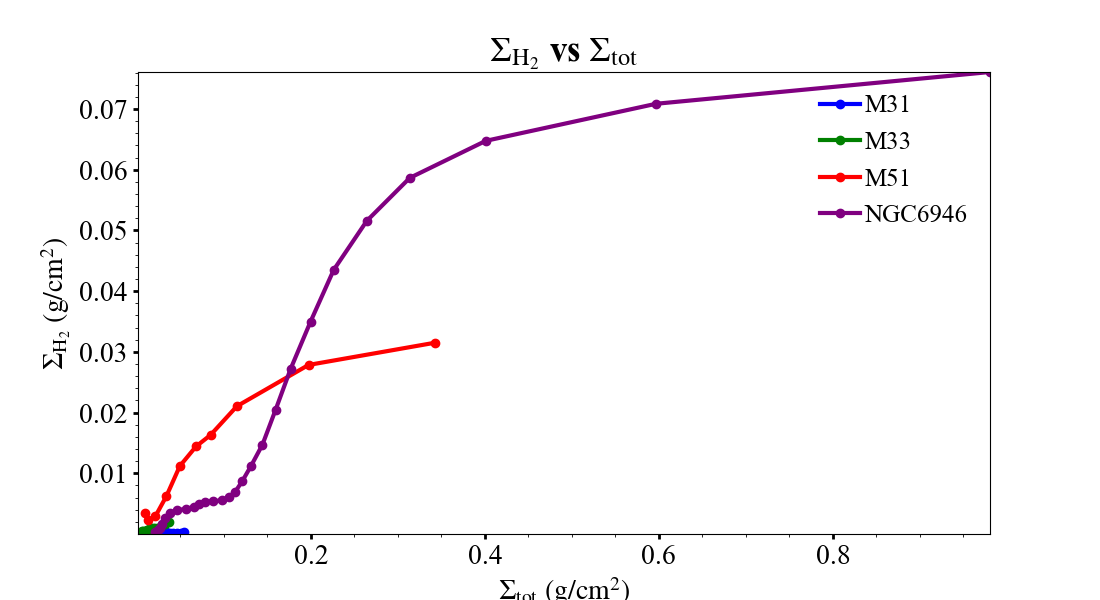 Σ_H₂ vs Σ_tot
0.07
0.06
0.05
0.04
0.03
0.02
0.01
Σ_H₂ (g/cm²)
M31
M33
M51
NGC6946
0.2 0.4 0.6 0.8
Σ_tot (g/cm²)